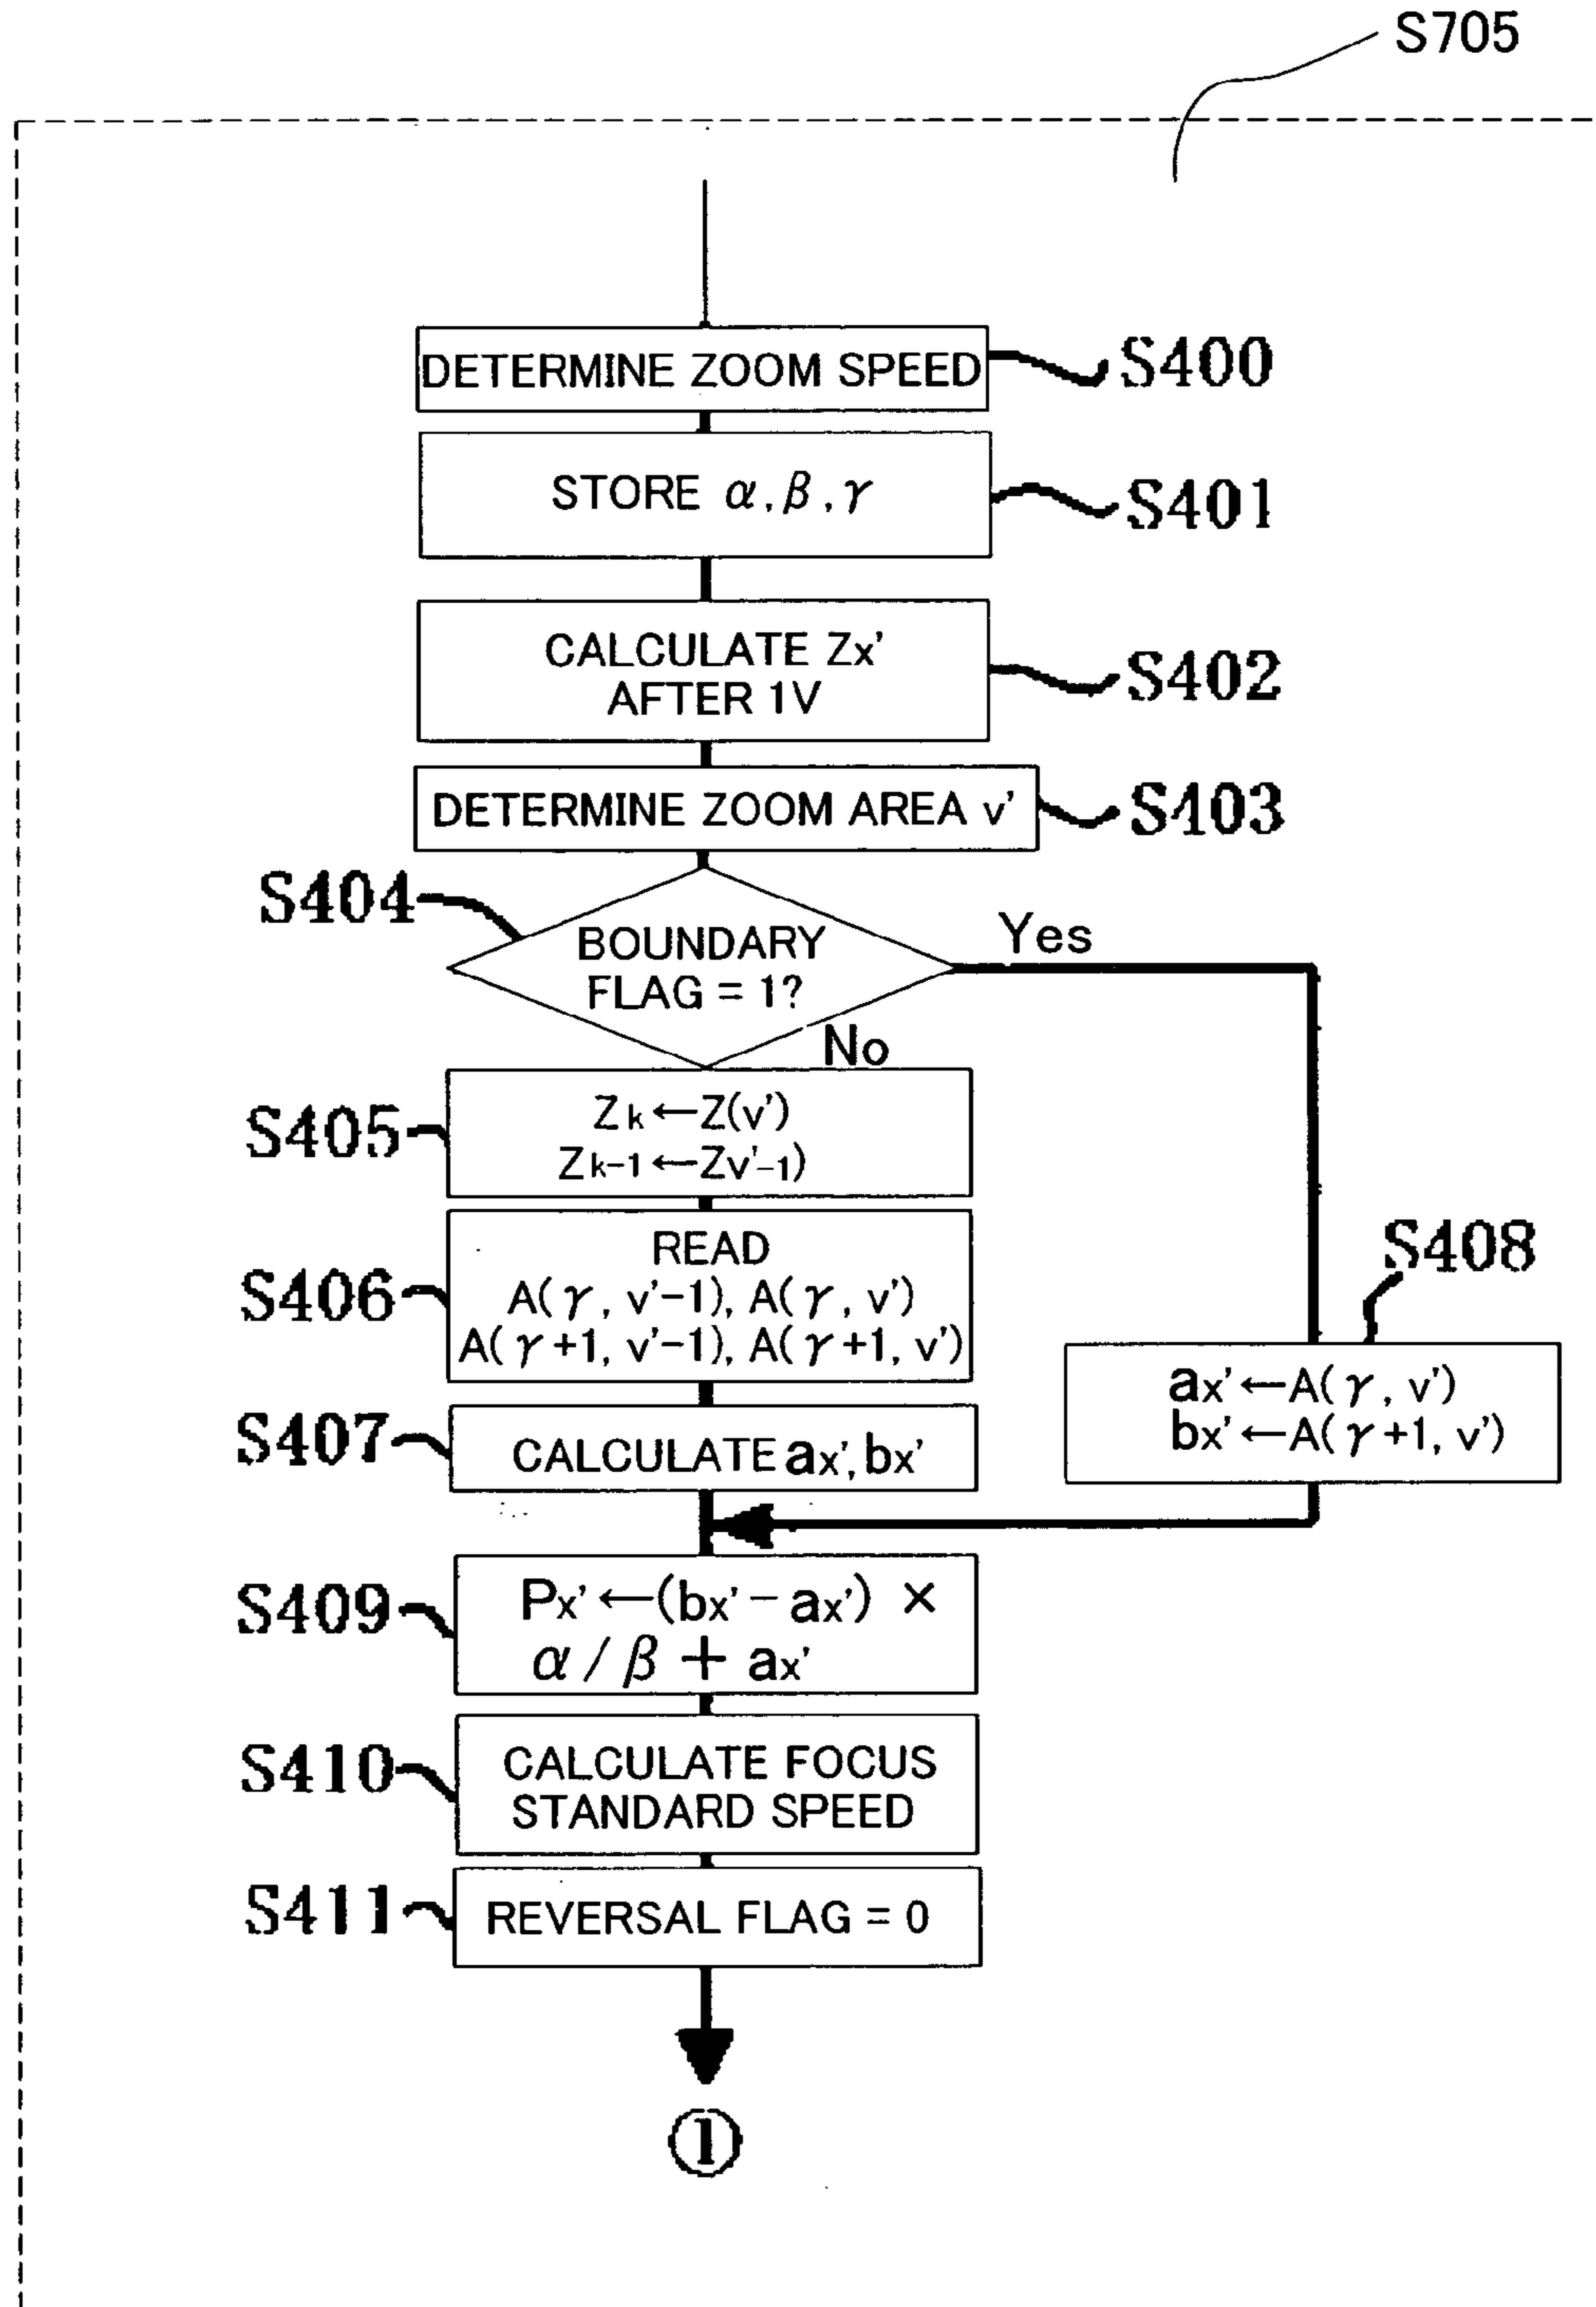 S705
DETERMINE ZOOM SPEED
S400
STORE α, β, γ
S401
CALCULATE Zx'
AFTER 1V
S402
DETERMINE ZOOM AREA v'
S403
S404
BOUNDARY
FLAG = 1?
Yes
No
S405
Zk←Z(v')
Zk-1←Zv'-1)
S406
READ
A(γ, v'-1), A(γ, v')
A(γ+1, v'-1), A(γ+1, v')
S408
ax'←A(γ, v')
bx'←A(γ+1, v')
S407
CALCULATE ax', bx'
S409
Px'←(bx'-ax') ×
α/β + ax'
S410
CALCULATE FOCUS
STANDARD SPEED
S411
REVERSAL FLAG = 0
①